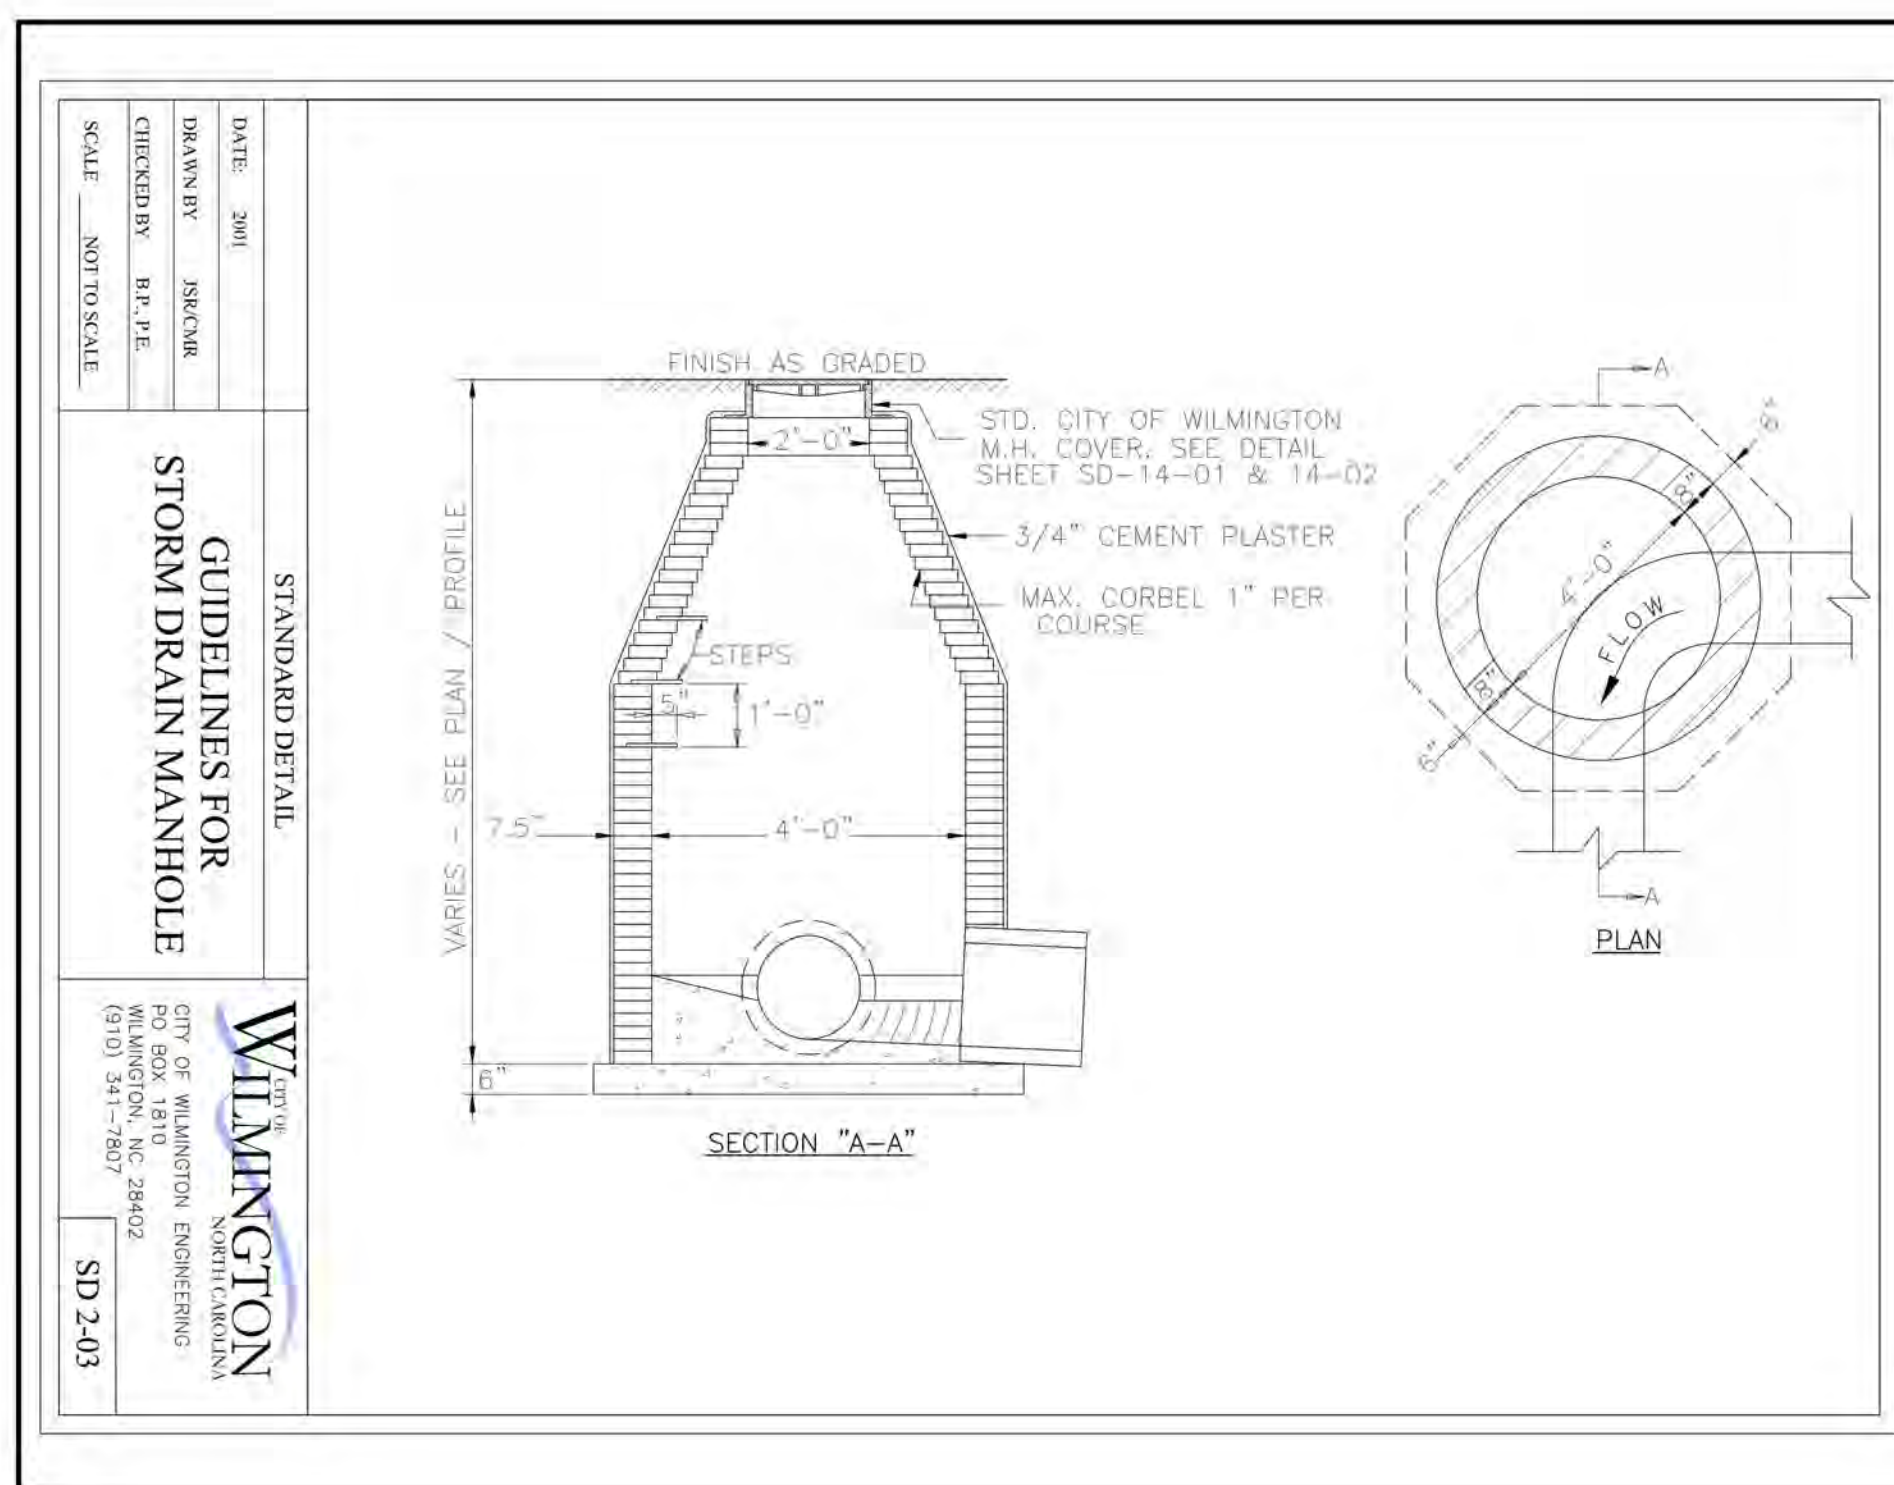 DATE: 2001
DRAWN BY JSR/CMR
CHECKED BY B.P., P.E.
SCALE NOT TO SCALE
STANDARD DETAIL
GUIDELINES FOR
STORM DRAIN MANHOLE
CITY OF
WILMINGTON
NORTH CAROLINA
CITY OF WILMINGTON ENGINEERING
PO BOX 1810
WILMINGTON, NC 28402
(910) 341-7807
SD 2-03
FINISH AS GRADED
2'-0"
STD. CITY OF WILMINGTON
M.H. COVER. SEE DETAIL
SHEET SD-14-01 & 14-02
3/4" CEMENT PLASTER
MAX. CORBEL 1" PER
COURSE
STEPS
5"
1'-0"
7.5"
4'-0"
VARIES - SEE PLAN / PROFILE
6"
SECTION "A-A"
A
6"
8"
4'-0"
FLOW
8"
6"
A
PLAN